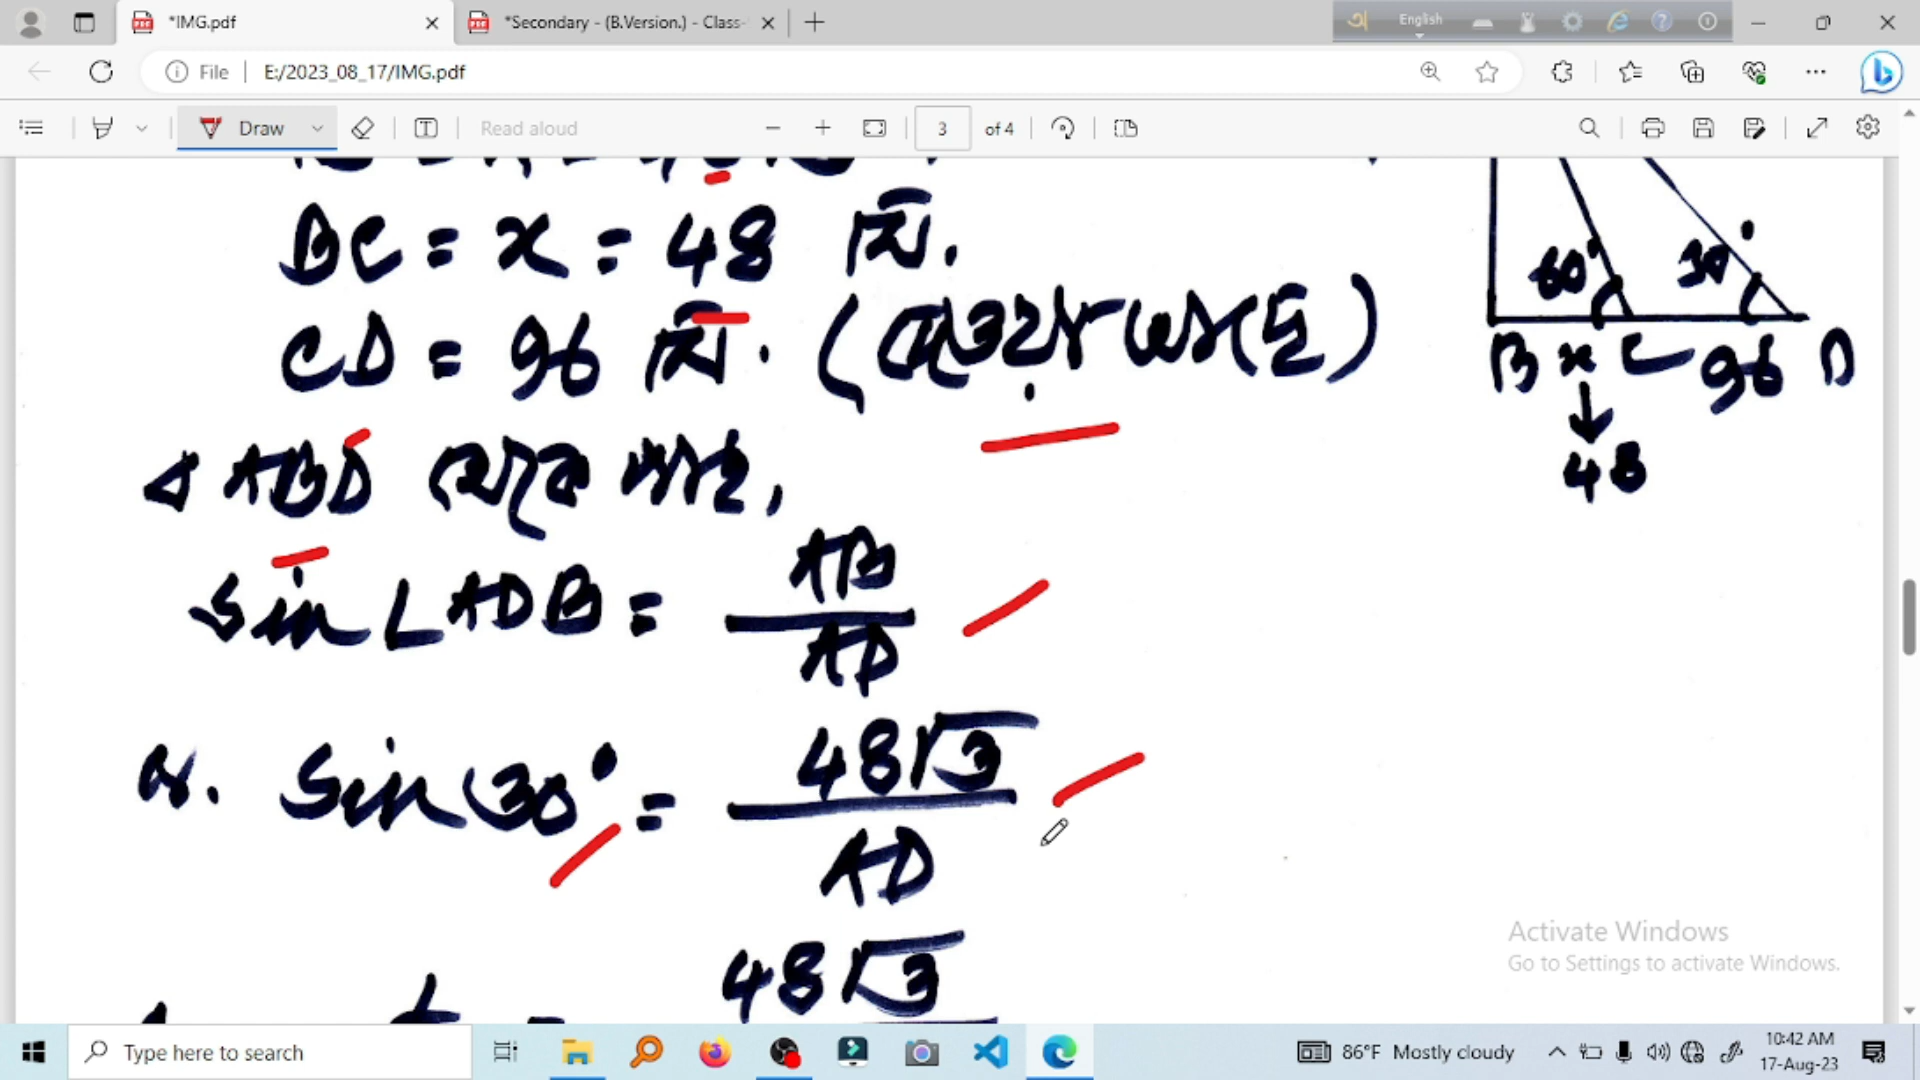 *IMG.pdf
*Secondary - (B.Version.) - Class-
English
File
E:/2023_08_17/IMG.pdf
Draw
Read aloud
3 of 4
BC = x = 48 মি.
CD = 96 মি. (
60° 30°
B x C 96 D
48
△ ABD থেকে পাই,
Sin ∠ADB = AB
AD
বা. Sin 30° = 48√3
AD
48√3
Activate Windows
Go to Settings to activate Windows.
Type here to search
86°F Mostly cloudy
10:42 AM
17-Aug-23